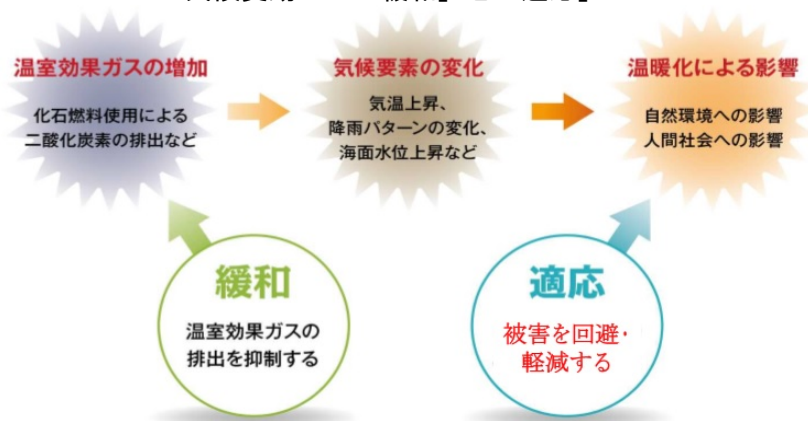 温室効果ガスの増加
化石燃料使用による
二酸化炭素の排出など
気候要素の変化
気温上昇、
降雨パターンの変化、
海面水位上昇など
温暖化による影響
自然環境への影響
人間社会への影響
緩和
温室効果ガスの
排出を抑制する
適応
被害を回避・
軽減する